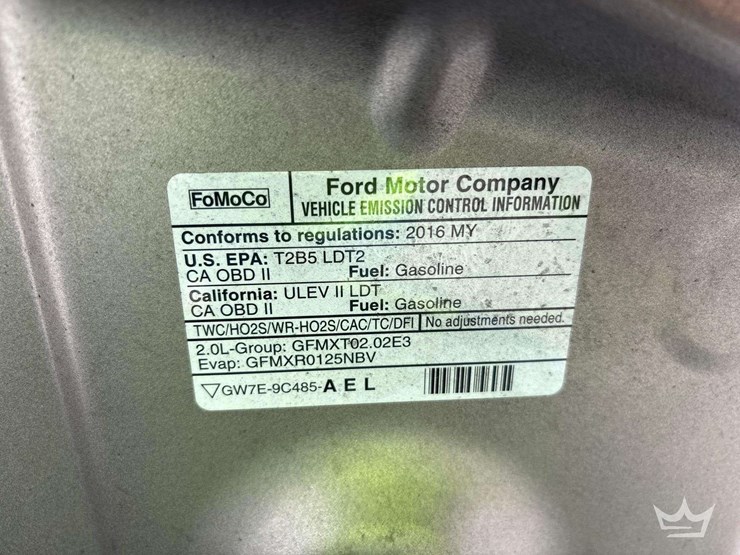 FoMoCo
Ford Motor Company
VEHICLE EMISSION CONTROL INFORMATION
Conforms to regulations: 2016 MY
U.S. EPA: T2B5 LDT2
CA OBD II Fuel: Gasoline
California: ULEV II LDT
CA OBD II Fuel: Gasoline
TWC/HO2S/WR-HO2S/CAC/TC/DFI No adjustments needed.
2.0L-Group: GFMXT02.02E3
Evap: GFMXR0125NBV
GW7E-9C485-A E L